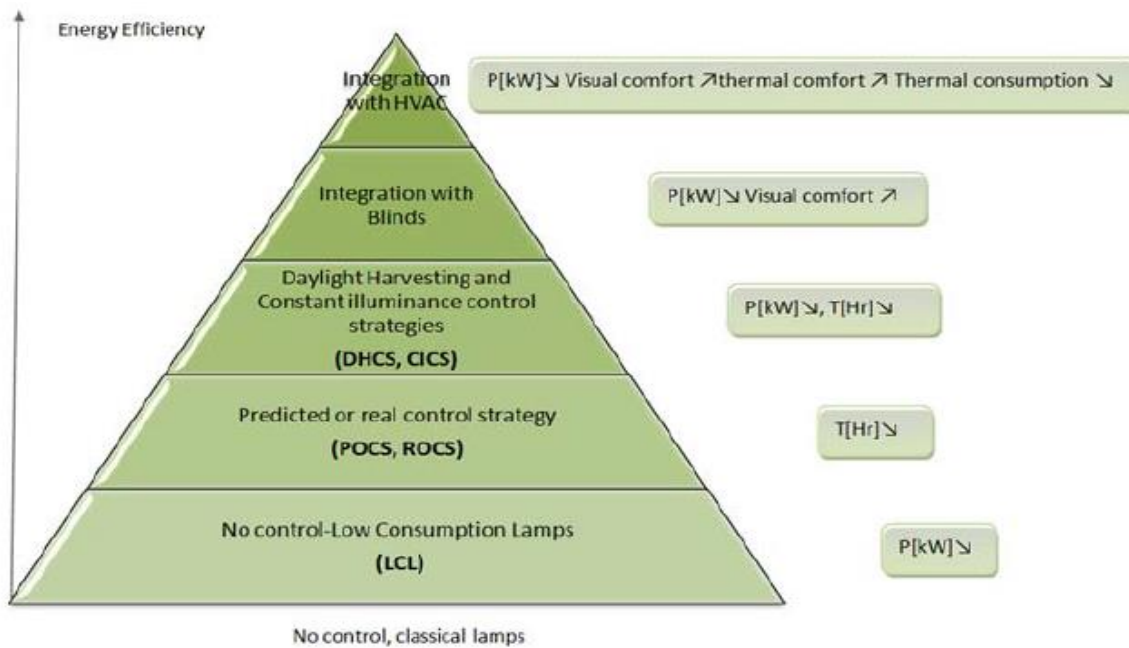 Energy Efficiency
Integration
with HVAC
P[kW]↘ Visual comfort ↗thermal comfort ↗ Thermal consumption ↘
Integration with
Blinds
P[kW]↘ Visual comfort ↗
Daylight Harvesting and
Constant illuminance control
strategies
(DHCS, CICS)
P[kW]↘, T[Hr]↘
Predicted or real control strategy
(POCS, ROCS)
T[Hr]↘
No control-Low Consumption Lamps
(LCL)
P[kW]↘
No control, classical lamps